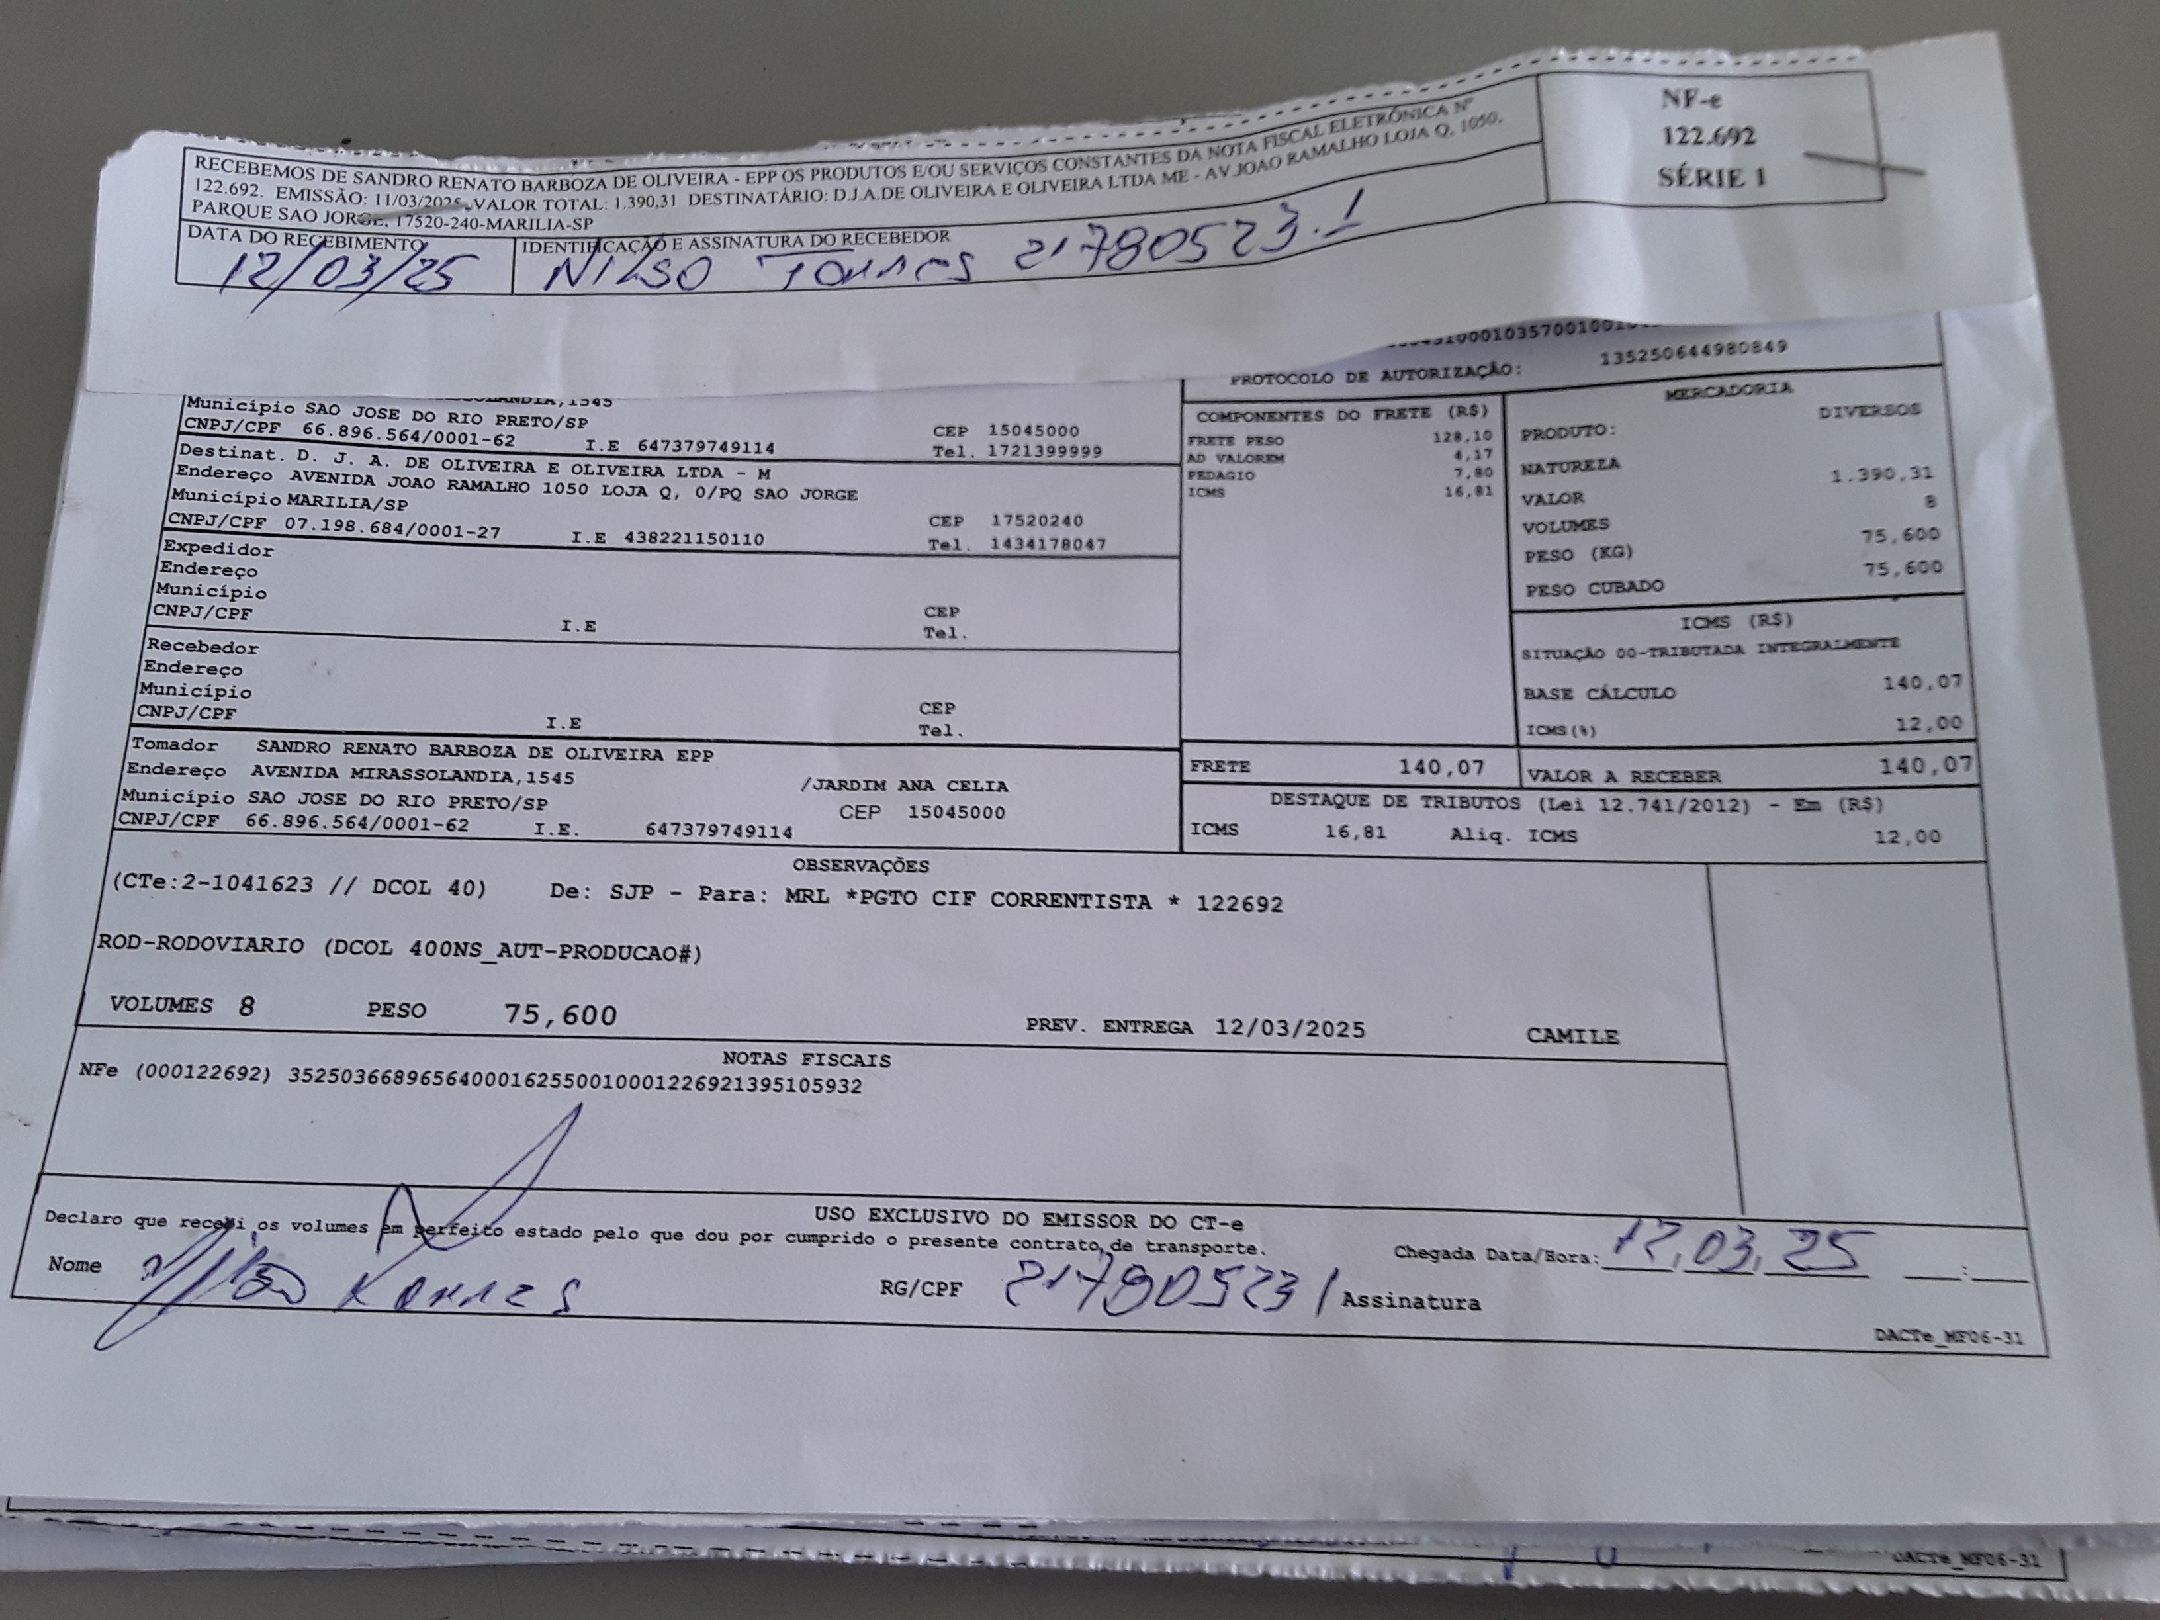 RECEBEMOS DE SANDRO RENATO BARBOZA DE OLIVEIRA - EPP OS PRODUTOS E/OU SERVIÇOS CONSTANTES DA NOTA FISCAL ELETRÔNICA Nº
122.692. EMISSÃO: 11/03/2025 VALOR TOTAL: 1.390,31 DESTINATÁRIO: D.J.A.DE OLIVEIRA E OLIVEIRA LTDA ME - AV JOAO RAMALHO LOJA Q, 1050,
PARQUE SAO JORGE, 17520-240-MARILIA-SP
NF-e
122.692
SÉRIE 1
DATA DO RECEBIMENTO
12/03/25
IDENTIFICAÇÃO E ASSINATURA DO RECEBEDOR
NILSO Torres 21780523.1
PROTOCOLO DE AUTORIZAÇÃO: 135250644980849
Município SAO JOSE DO RIO PRETO/SP CEP 15045000
CNPJ/CPF 66.896.564/0001-62 I.E 647379749114 Tel. 1721399999
Destinat. D. J. A. DE OLIVEIRA E OLIVEIRA LTDA - M
Endereço AVENIDA JOAO RAMALHO 1050 LOJA Q, 0/PQ SAO JORGE
Município MARILIA/SP CEP 17520240
CNPJ/CPF 07.198.684/0001-27 I.E 438221150110 Tel. 1434178047
Expedidor
Endereço
Município CEP
CNPJ/CPF I.E Tel.
Recebedor
Endereço
Município CEP
CNPJ/CPF I.E Tel.
Tomador SANDRO RENATO BARBOZA DE OLIVEIRA EPP
Endereço AVENIDA MIRASSOLANDIA,1545 /JARDIM ANA CELIA
Município SAO JOSE DO RIO PRETO/SP CEP 15045000
CNPJ/CPF 66.896.564/0001-62 I.E. 647379749114
COMPONENTES DO FRETE (R$)
FRETE PESO 128,10
AD VALOREM 4,17
PEDAGIO 7,80
ICMS 16,81
MERCADORIA
PRODUTO: DIVERSOS
NATUREZA
VALOR 1.390,31
VOLUMES 8
PESO (KG) 75,600
PESO CUBADO 75,600
ICMS (R$)
SITUAÇÃO 00-TRIBUTADA INTEGRALMENTE
BASE CÁLCULO 140,07
ICMS(%) 12,00
FRETE 140,07 VALOR A RECEBER 140,07
DESTAQUE DE TRIBUTOS (Lei 12.741/2012) - Em (R$)
ICMS 16,81 Aliq. ICMS 12,00
OBSERVAÇÕES
(CTe:2-1041623 // DCOL 40) De: SJP - Para: MRL *PGTO CIF CORRENTISTA * 122692
ROD-RODOVIARIO (DCOL 400NS_AUT-PRODUCAO#)
VOLUMES 8 PESO 75,600 PREV. ENTREGA 12/03/2025 CAMILE
NOTAS FISCAIS
NFe (000122692) 35250366896564000162550010001226921395105932
USO EXCLUSIVO DO EMISSOR DO CT-e
Declaro que recebi os volumes em perfeito estado pelo que dou por cumprido o presente contrato de transporte. Chegada Data/Hora: 12.03.25
Nome Nilso Torres RG/CPF 217805231 Assinatura
DACTe_MF06-31
DACTe_MF06-31